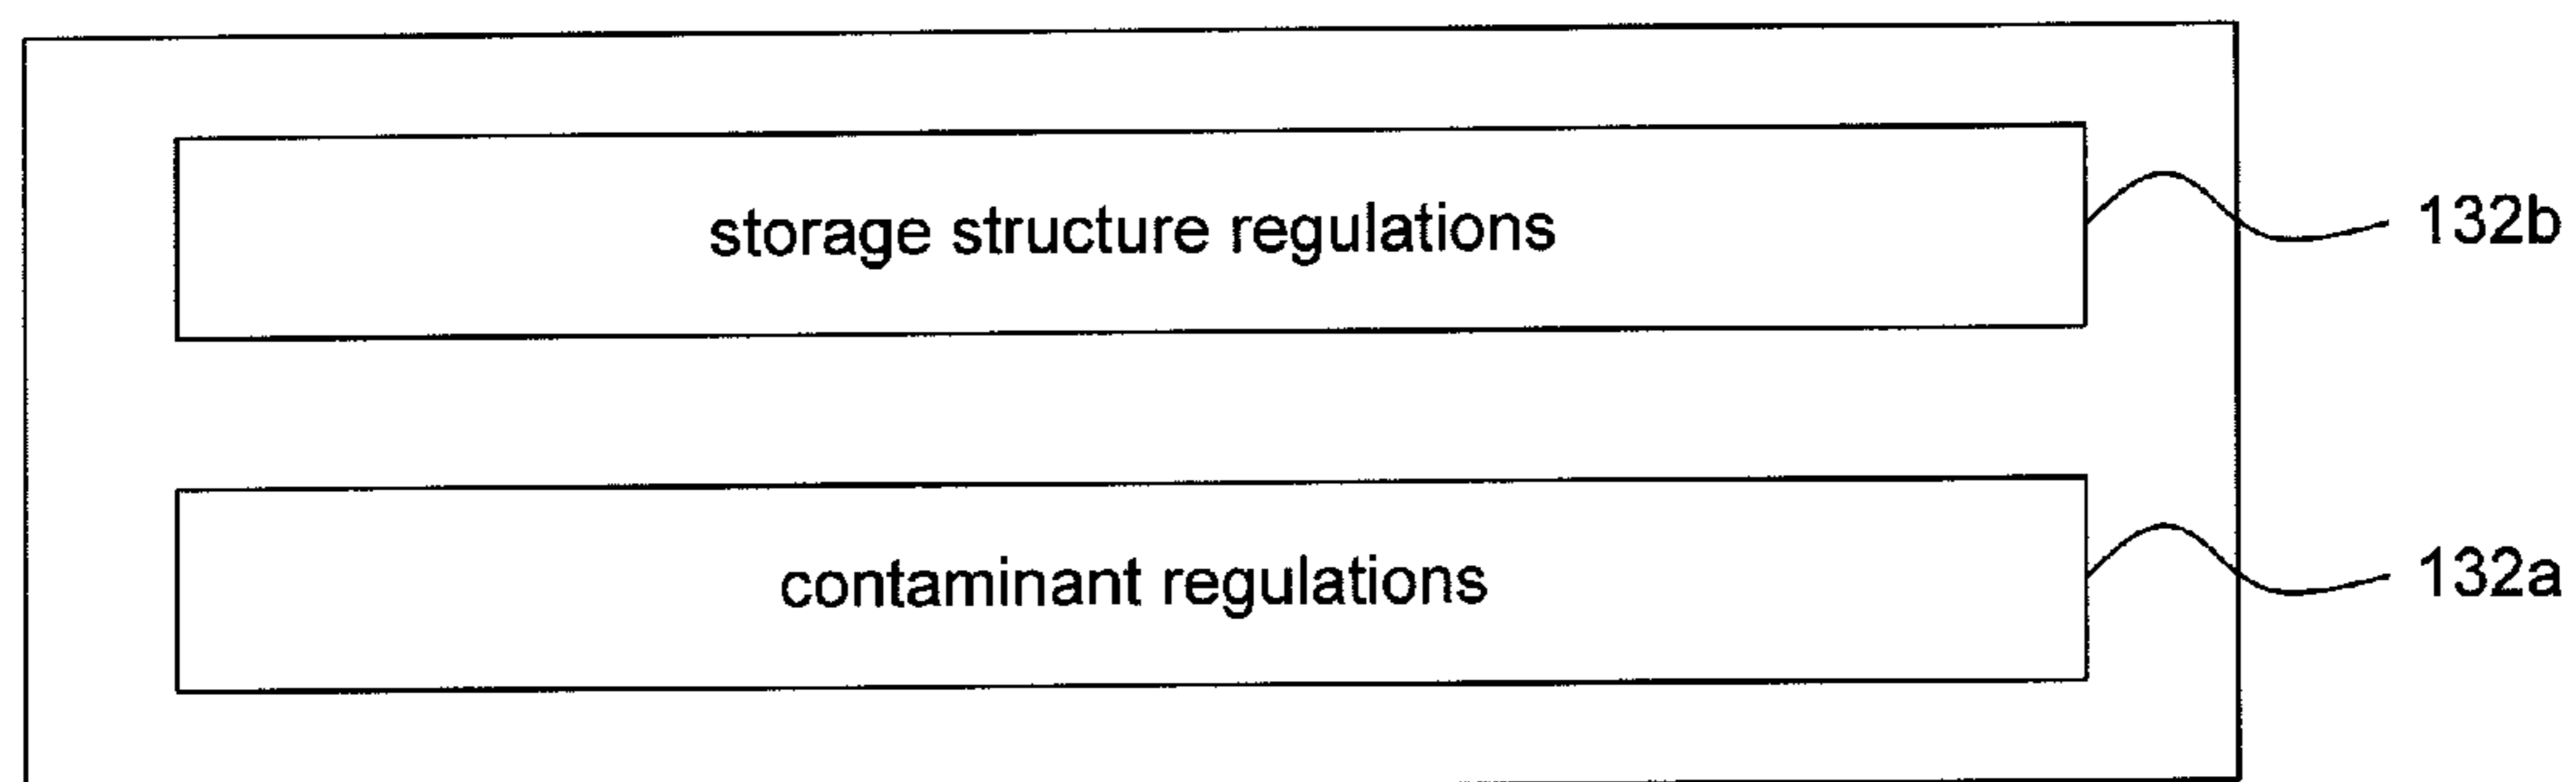 storage structure regulations
132b
contaminant regulations
132a